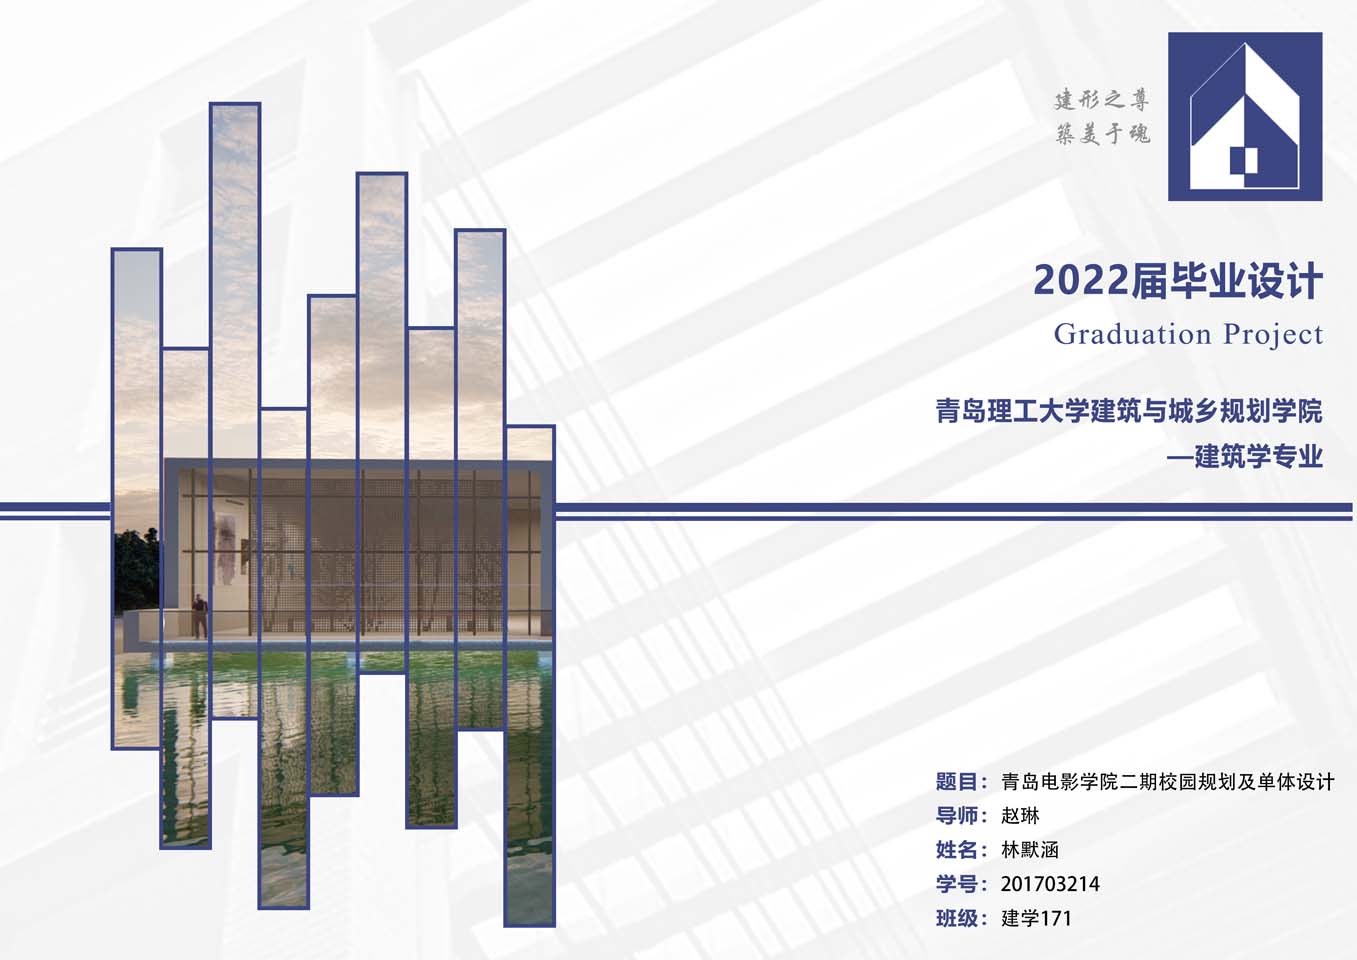 建形之尊
築美于魂
2022届毕业设计
Graduation Project
青岛理工大学建筑与城乡规划学院
—建筑学专业
题目：青岛电影学院二期校园规划及单体设计
导师：赵琳
姓名：林默涵
学号：201703214
班级：建学171